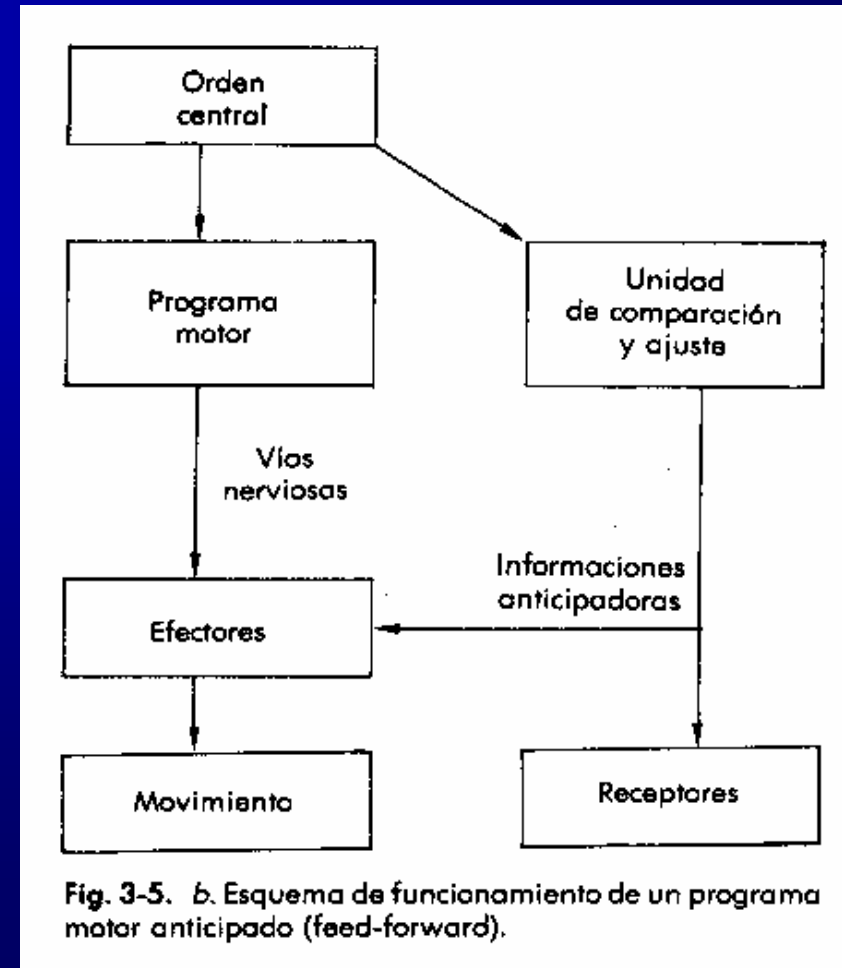 Orden
central
Programa
motor
Unidad
de comparación
y ajuste
Vías
nerviosas
Informaciones
anticipadoras
Efectores
Movimiento
Receptores
Fig. 3-5. b. Esquema de funcionamiento de un programa
motor anticipado (feed-forward).